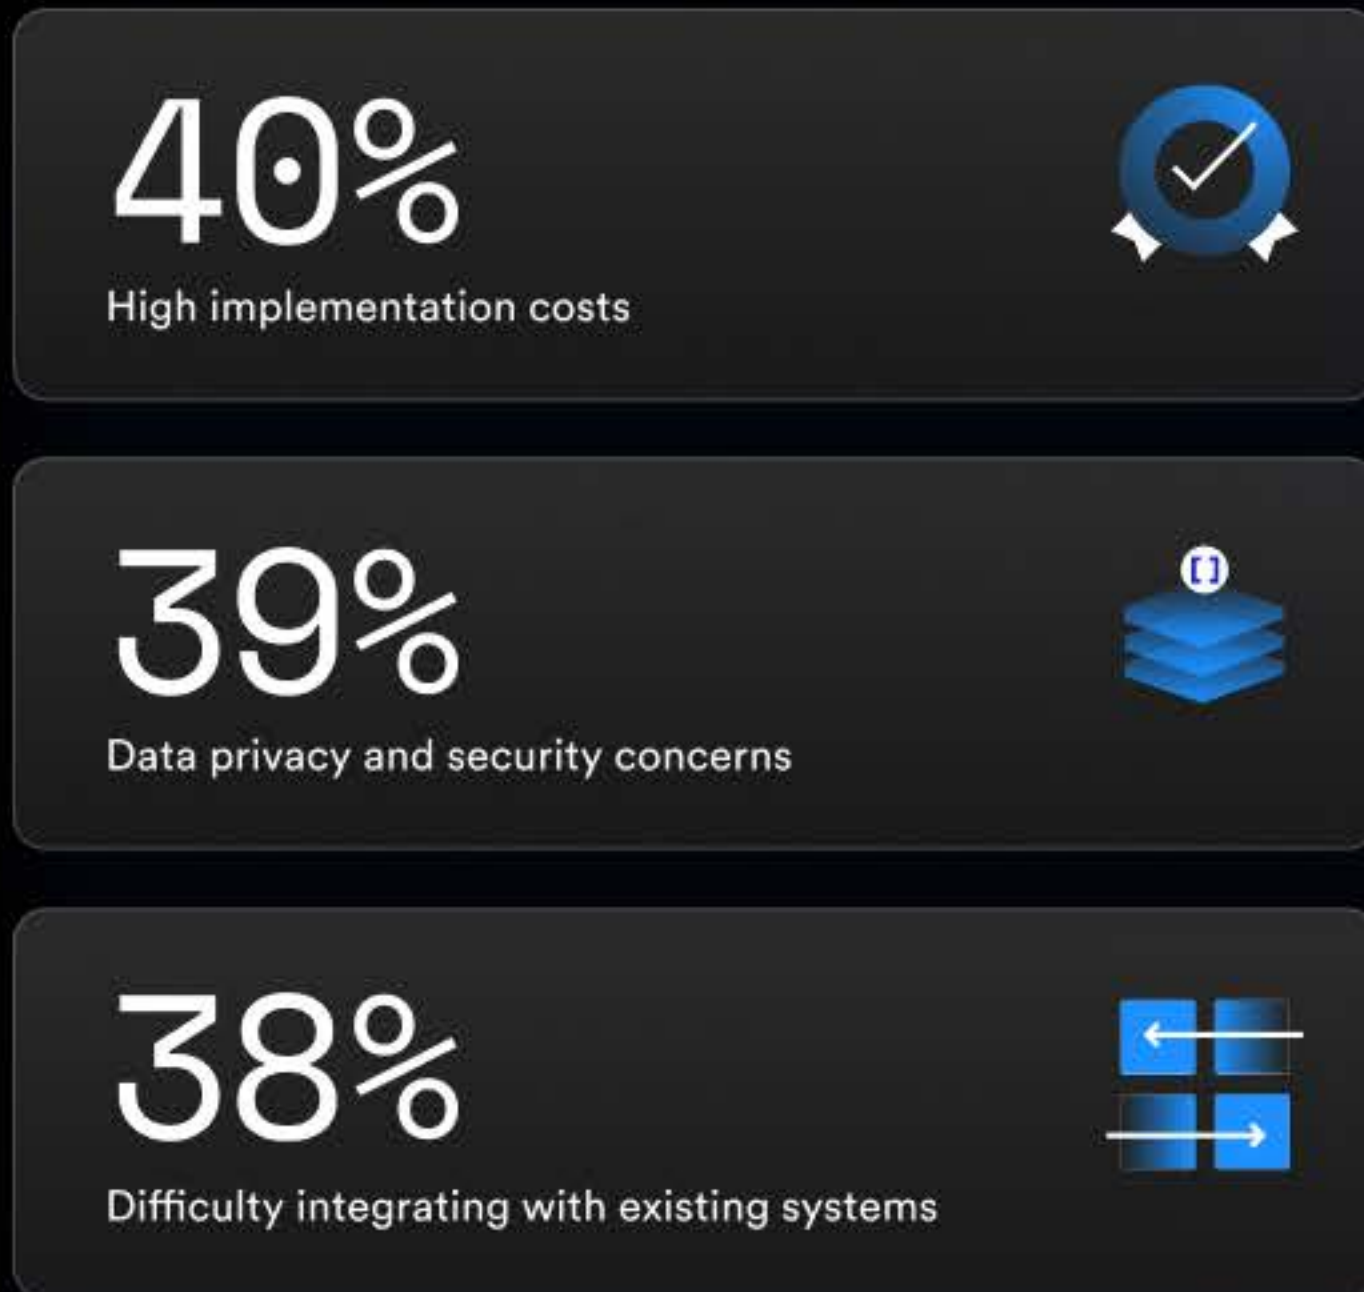 40%
High implementation costs
[]
39%
Data privacy and security concerns
38%
Difficulty integrating with existing systems